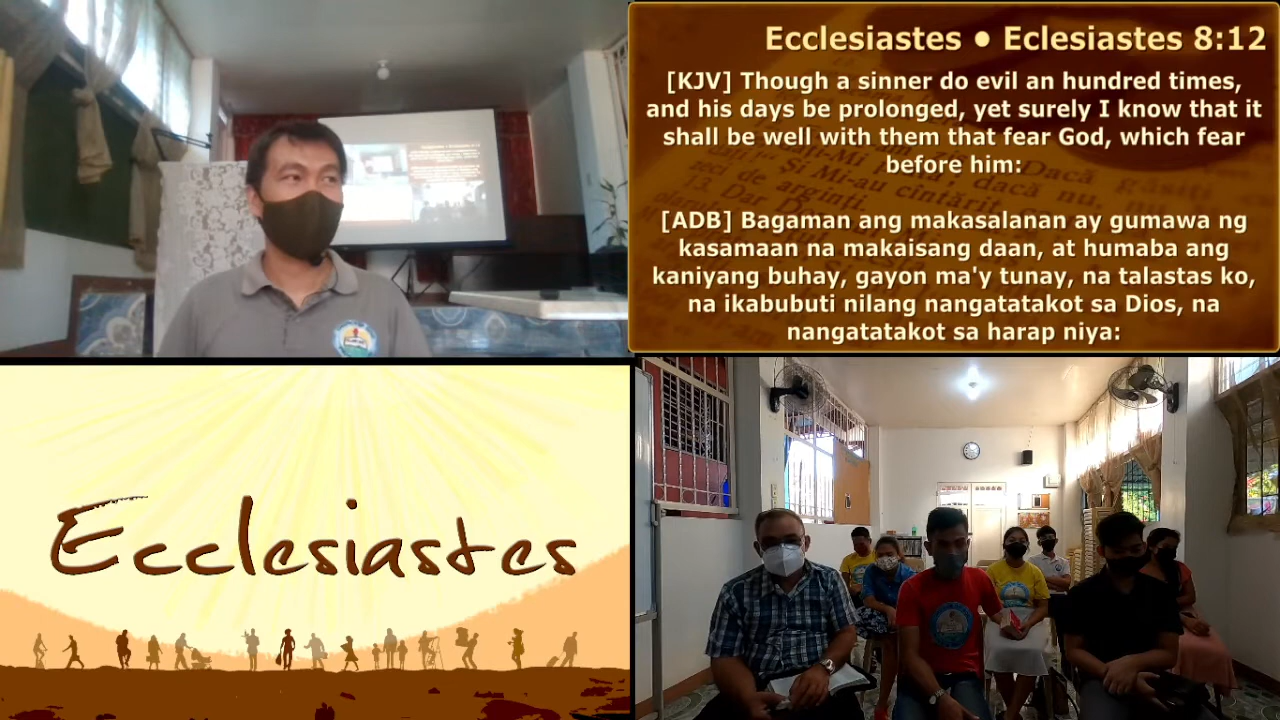 Ecclesiastes • Eclesiastes 8:12
[KJV] Though a sinner do evil an hundred times,
and his days be prolonged, yet surely I know that it
shall be well with them that fear God, which fear
before him:
[ADB] Bagaman ang makasalanan ay gumawa ng
kasamaan na makaisang daan, at humaba ang
kaniyang buhay, gayon ma'y tunay, na talastas ko,
na ikabubuti nilang nangatatakot sa Dios, na
nangatatakot sa harap niya:
Ecclesiastes